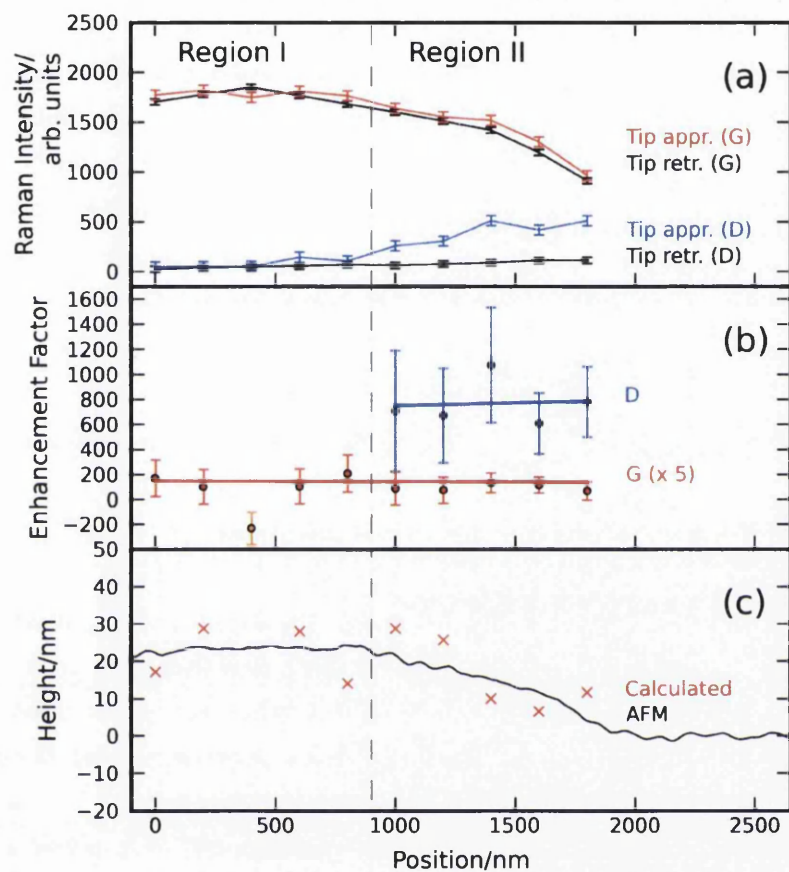 Region I
Region II
(a)
Raman Intensity/
arb. units
2500
2000
1500
1000
500
0
Tip appr. (G)
Tip retr. (G)
Tip appr. (D)
Tip retr. (D)
(b)
Enhancement Factor
1600
1400
1200
1000
800
600
400
200
0
−200
D
G (x 5)
(c)
Height/nm
50
40
30
20
10
0
−10
−20
Calculated
AFM
0
500
1000
1500
2000
2500
Position/nm